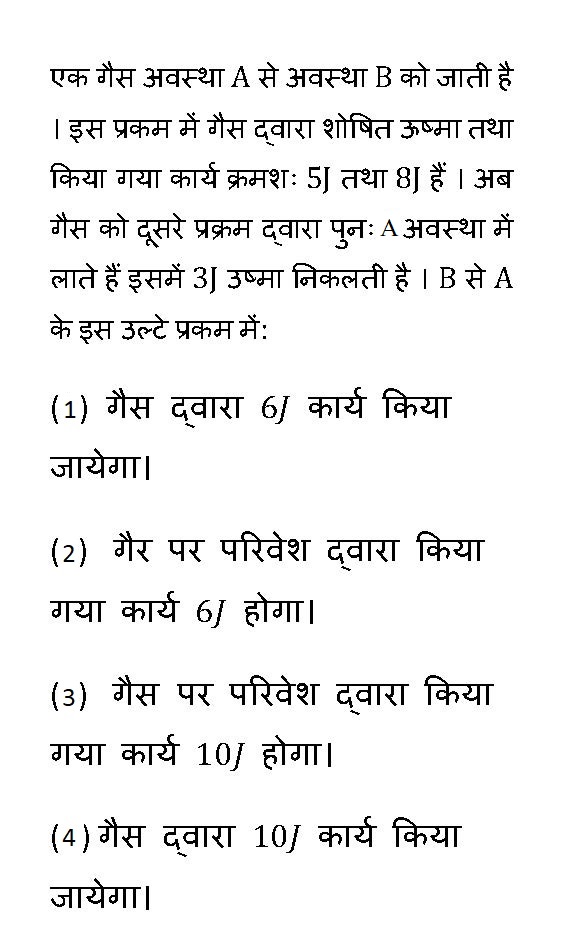 एक गैस अवस्था A से अवस्था B को जाती है
। इस प्रकम में गैस द्वारा शोषित ऊष्मा तथा
किया गया कार्य क्रमशः 5J तथा 8J हैं । अब
गैस को दूसरे प्रक्रम द्वारा पुनः A अवस्था में
लाते हैं इसमें 3J उष्मा निकलती है । B से A
के इस उल्टे प्रकम में:
(1) गैस द्वारा 6J कार्य किया
जायेगा।
(2) गैर पर परिवेश द्वारा किया
गया कार्य 6J होगा।
(3) गैस पर परिवेश द्वारा किया
गया कार्य 10J होगा।
(4) गैस द्वारा 10J कार्य किया
जायेगा।